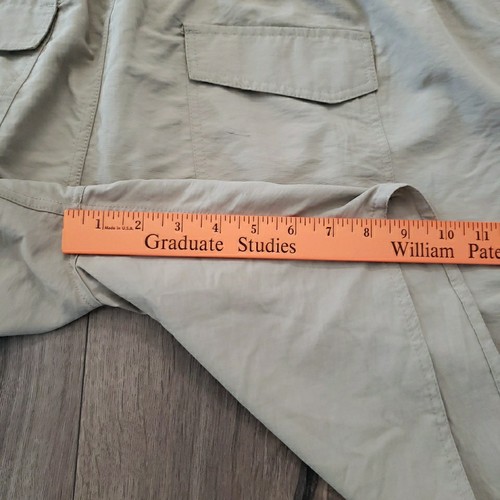 1 Made in U.S.A. 2 3 4 5 6 7 8 9 10 11
Graduate Studies William Pate